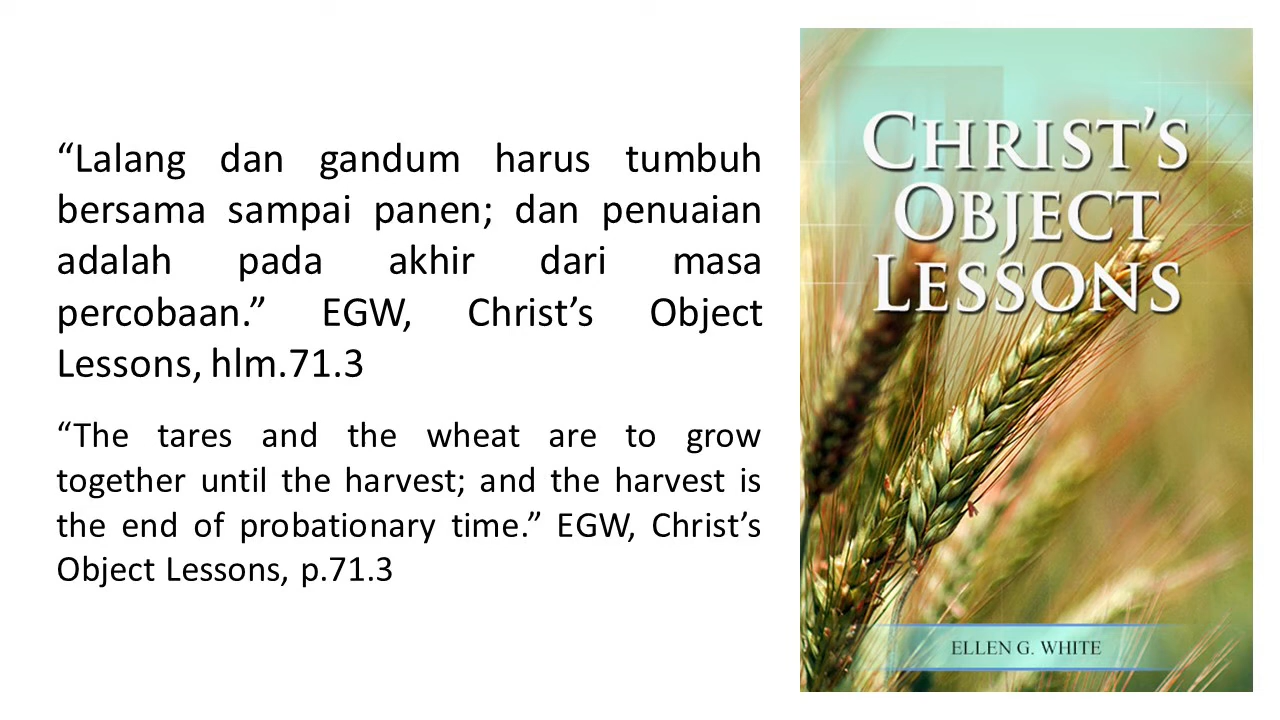 “Lalang dan gandum harus tumbuh
bersama sampai panen; dan penuaian
adalah pada akhir dari masa
percobaan.” EGW, Christ’s Object
Lessons, hlm.71.3
“The tares and the wheat are to grow
together until the harvest; and the harvest is
the end of probationary time.” EGW, Christ’s
Object Lessons, p.71.3
CHRIST’S
OBJECT
LESSONS
ELLEN G. WHITE